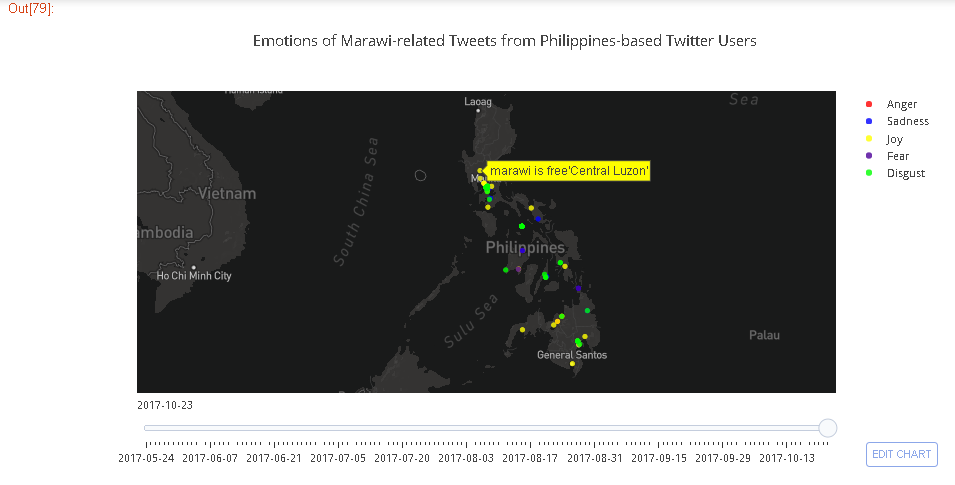 Out[79]:
Emotions of Marawi-related Tweets from Philippines-based Twitter Users
Laoag
Sea
Anger
Sadness
Joy
Fear
Disgust
marawi is free'Central Luzon'
South China Sea
Vietnam
mbodia
Philippines
Ho Chi Minh City
Sulu Sea
Palau
General Santos
2017-10-23
2017-05-24 2017-06-07 2017-06-21 2017-07-05 2017-07-20 2017-08-03 2017-08-17 2017-08-31 2017-09-15 2017-09-29 2017-10-13
EDIT CHART